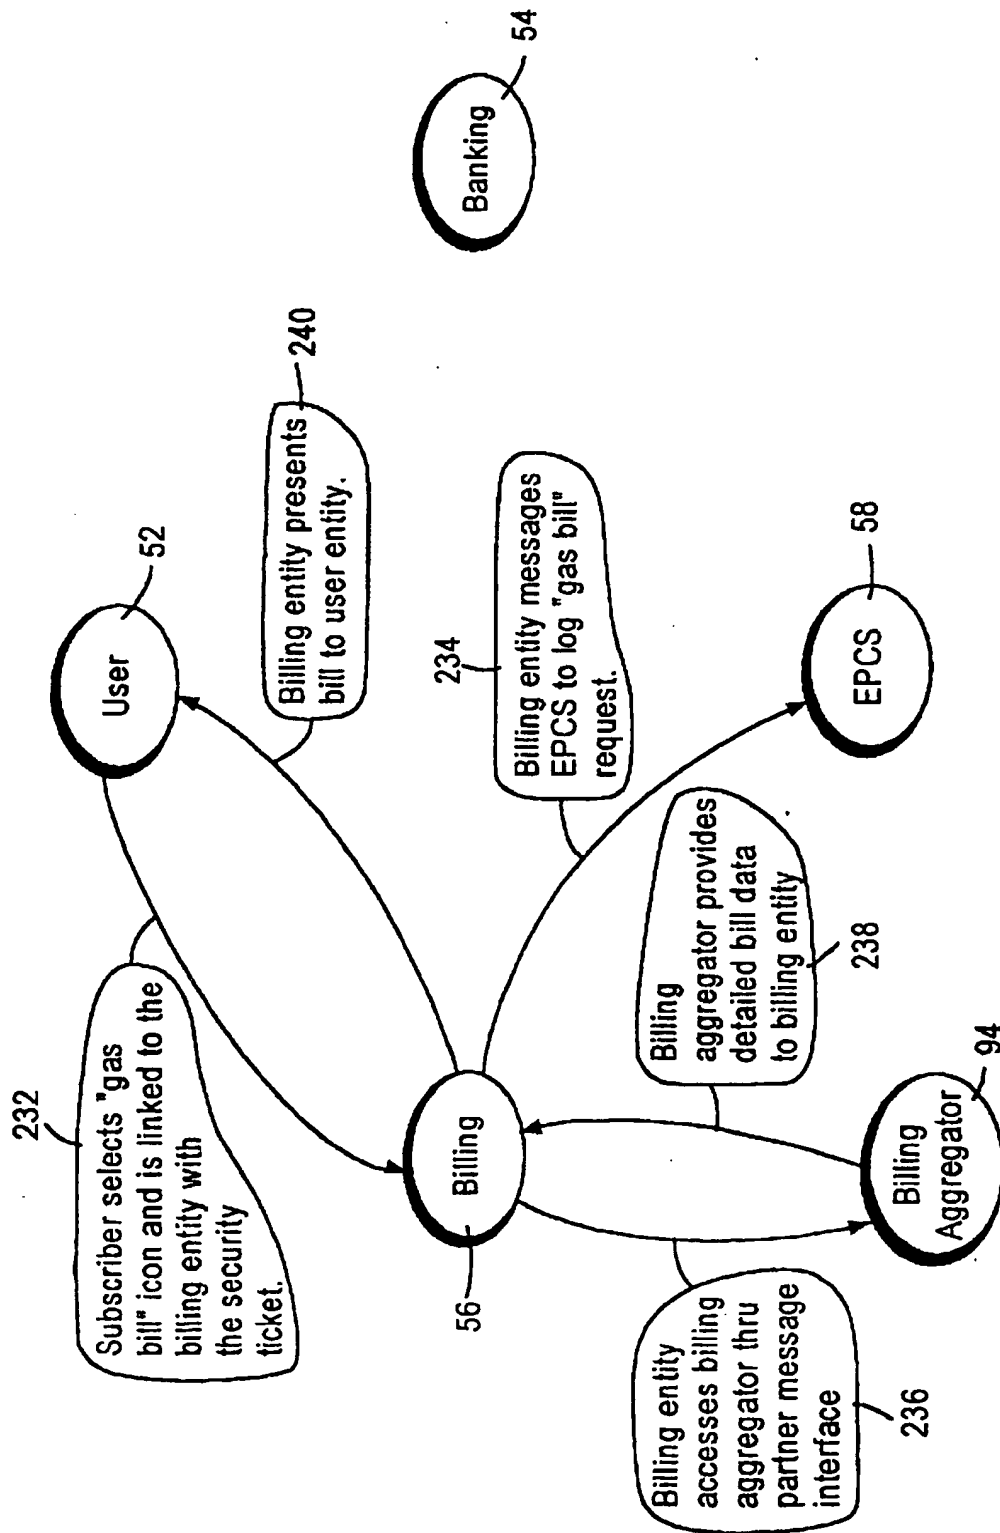 232
Subscriber selects "gas
bill" icon and is linked to the
billing entity with
the security
ticket.
User
52
Billing entity presents
bill to user entity.
240
Banking
54
Billing
56
234
Billing entity messages
EPCS to log "gas bill"
request.
Billing entity
accesses billing
aggregator thru
partner message
interface
236
Billing
aggregator provides
detailed bill data
to billing entity
238
Billing
Aggregator
94
EPCS
58